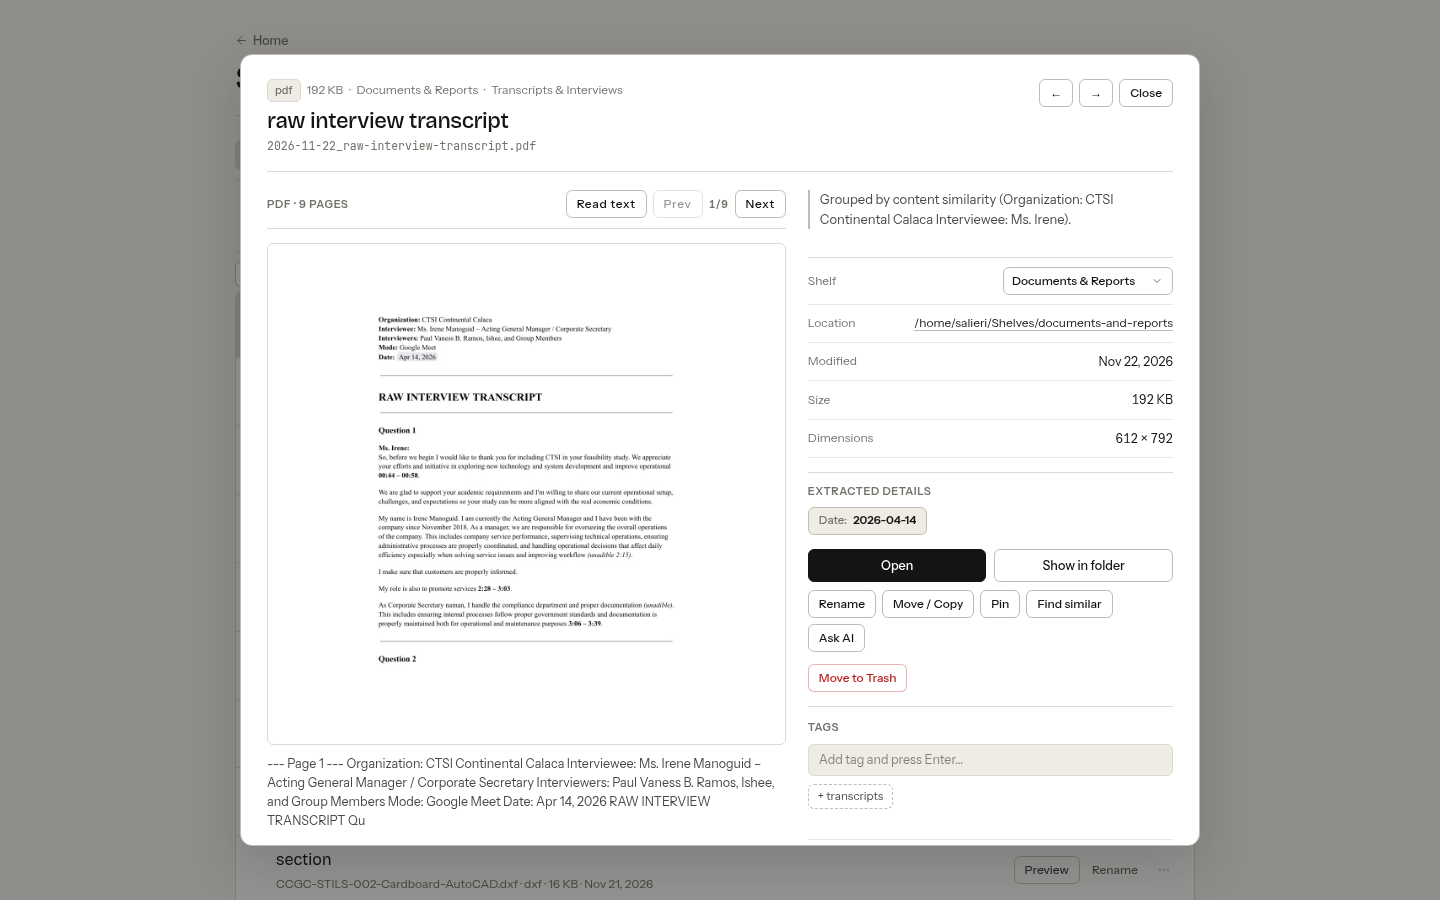 ← Home
pdf 192 KB · Documents & Reports · Transcripts & Interviews
← → Close
raw interview transcript
2026-11-22_raw-interview-transcript.pdf
PDF · 9 PAGES
Read text Prev 1/9 Next
Organization: CTSI Continental Calaca
Interviewee: Ms. Irene Manoguid – Acting General Manager / Corporate Secretary
Interviewers: Paul Vaness B. Ramos, Ishee, and Group Members
Mode: Google Meet
Date: Apr 14, 2026
RAW INTERVIEW TRANSCRIPT
Question 1
Ms. Irene:
So, before we begin I would like to thank you for including CTSI in your feasibility study. We appreciate
your efforts and initiative in exploring new technology and system development and improve operational
00:44 – 00:58.
We are glad to support your academic requirements and I'm willing to share our current operational setup,
challenges, and expectations so your study can be more aligned with the real economic conditions.
My name is Irene Manoguid. I am currently the Acting General Manager and I have been with the
company since November 2018. As a manager, we are responsible for overseeing the overall operations
of the company. This includes company service performance, supervising technical operations, ensuring
administrative processes are properly coordinated, and handling operational decisions that affect daily
efficiency especially when solving service issues and improving workflow (unadible 2:15).
I make sure that customers are properly informed.
My role is also to promote services 2:28 – 3:03.
As Corporate Secretary naman, I handle the compliance department and proper documentation (unadible).
This includes ensuring internal processes follow proper government standards and documentation is
properly maintained both for operational and maintenance purposes 3:06 – 3:39.
Question 2
--- Page 1 --- Organization: CTSI Continental Calaca Interviewee: Ms. Irene Manoguid –
Acting General Manager / Corporate Secretary Interviewers: Paul Vaness B. Ramos, Ishee,
and Group Members Mode: Google Meet Date: Apr 14, 2026 RAW INTERVIEW
TRANSCRIPT Qu
Grouped by content similarity (Organization: CTSI
Continental Calaca Interviewee: Ms. Irene).
Shelf Documents & Reports
Location /home/salieri/Shelves/documents-and-reports
Modified Nov 22, 2026
Size 192 KB
Dimensions 612 × 792
EXTRACTED DETAILS
Date: 2026-04-14
Open Show in folder
Rename Move / Copy Pin Find similar
Ask AI
Move to Trash
TAGS
Add tag and press Enter...
+ transcripts
section
CCGC-STILS-002-Cardboard-AutoCAD.dxf · dxf · 16 KB · Nov 21, 2026
Preview Rename ···